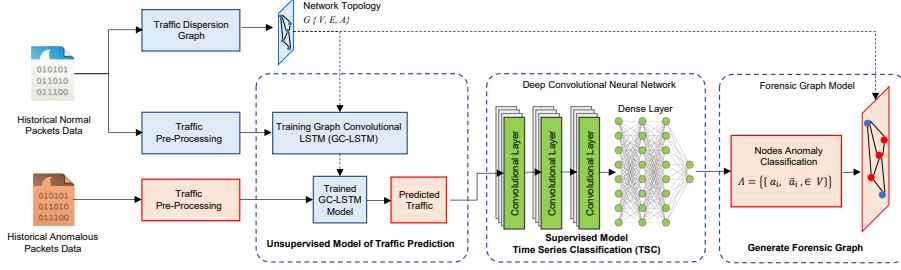 Network Topology
G { V, E, A}
Traffic Dispersion
Graph
010101
011010
011100
Historical Normal
Packets Data
Traffic
Pre-Processing
Training Graph Convolutional
LSTM (GC-LSTM)
Trained
GC-LSTM
Model
Predicted
Traffic
Unsupervised Model of Traffic Prediction
010101
011010
011100
Historical Anomalous
Packets Data
Traffic
Pre-Processing
Deep Convolutional Neural Network
Dense Layer
Convolutional Layer
Convolutional Layer
Convolutional Layer
Supervised Model
Time Series Classification (TSC)
Forensic Graph Model
Nodes Anomaly
Classification
Λ = {{ aᵢ, ãᵢ , ∈ V}}
Generate Forensic Graph